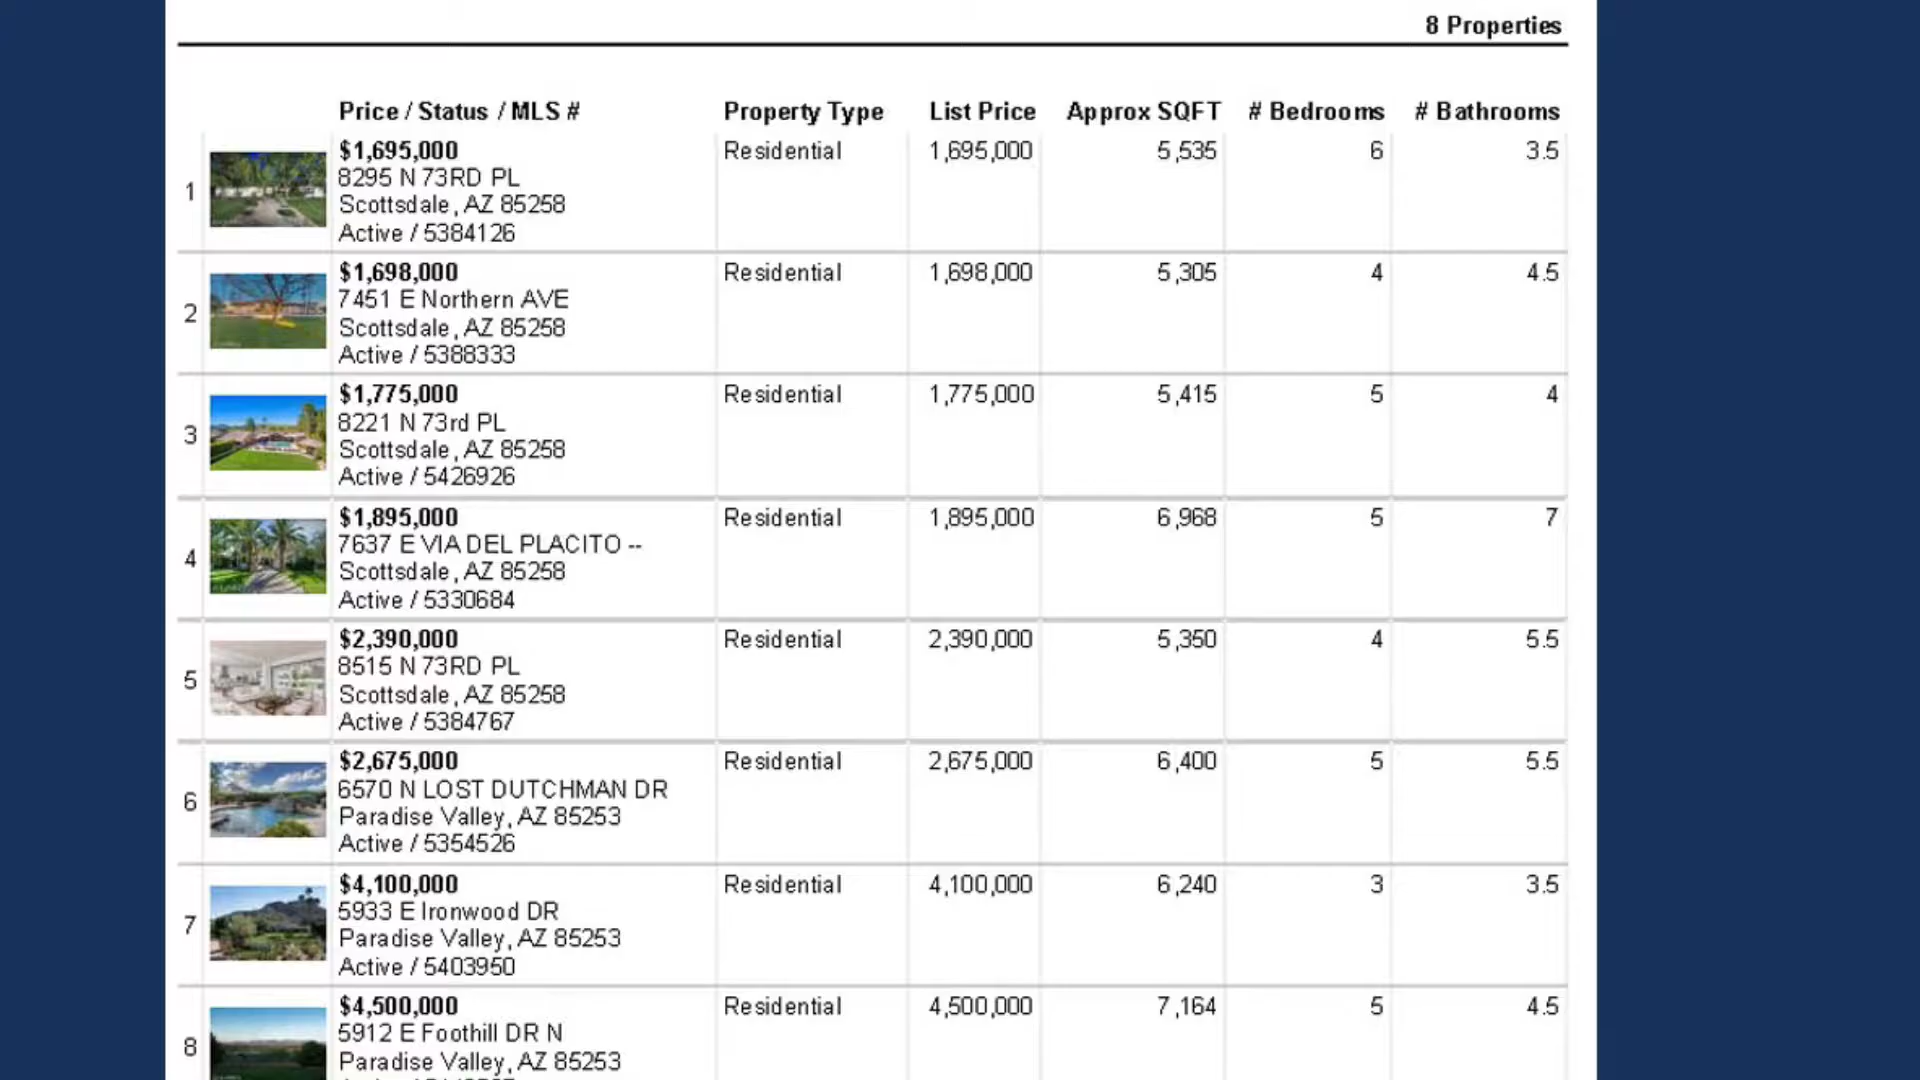 8 Properties
Price / Status / MLS # Property Type List Price Approx SQFT # Bedrooms # Bathrooms
1 $1,695,000 Residential 1,695,000 5,535 6 3.5
8295 N 73RD PL
Scottsdale, AZ 85258
Active / 5384126
2 $1,698,000 Residential 1,698,000 5,305 4 4.5
7451 E Northern AVE
Scottsdale, AZ 85258
Active / 5388333
3 $1,775,000 Residential 1,775,000 5,415 5 4
8221 N 73rd PL
Scottsdale, AZ 85258
Active / 5426926
4 $1,895,000 Residential 1,895,000 6,968 5 7
7637 E VIA DEL PLACITO --
Scottsdale, AZ 85258
Active / 5330684
5 $2,390,000 Residential 2,390,000 5,350 4 5.5
8515 N 73RD PL
Scottsdale, AZ 85258
Active / 5384767
6 $2,675,000 Residential 2,675,000 6,400 5 5.5
6570 N LOST DUTCHMAN DR
Paradise Valley, AZ 85253
Active / 5354526
7 $4,100,000 Residential 4,100,000 6,240 3 3.5
5933 E Ironwood DR
Paradise Valley, AZ 85253
Active / 5403950
8 $4,500,000 Residential 4,500,000 7,164 5 4.5
5912 E Foothill DR N
Paradise Valley, AZ 85253